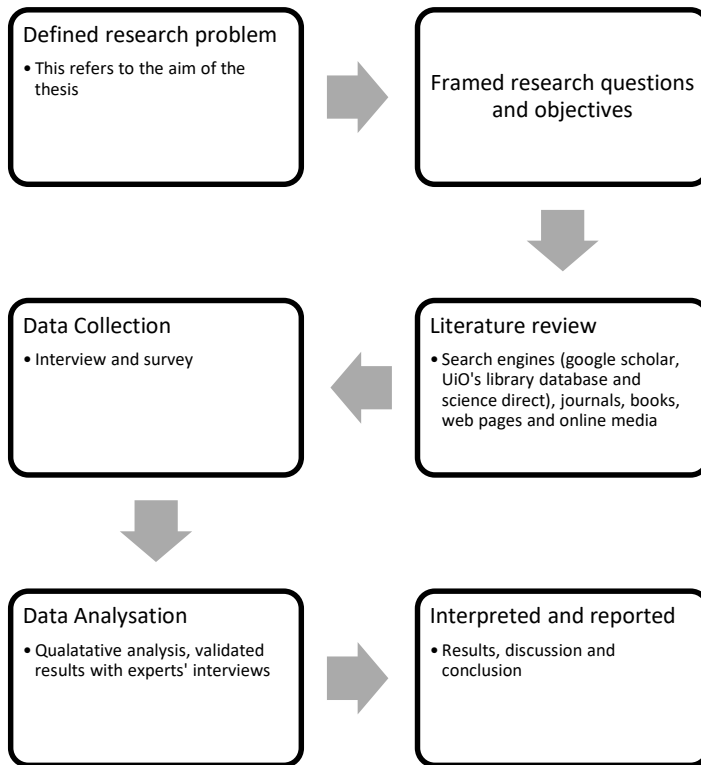 Defined research problem
• This refers to the aim of the
thesis
Framed research questions
and objectives
Literature review
• Search engines (google scholar,
UiO's library database and
science direct), journals, books,
web pages and online media
Data Collection
• Interview and survey
Data Analysation
• Qualatative analysis, validated
results with experts' interviews
Interpreted and reported
• Results, discussion and
conclusion